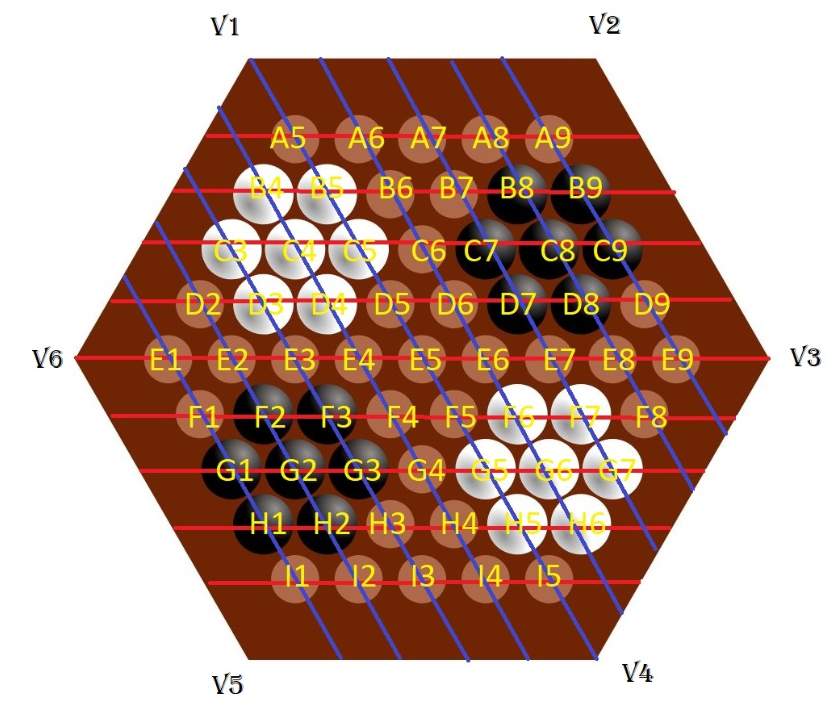 V1 V2
A5 A6 A7 A8 A9
B4 B5 B6 B7 B8 B9
C3 C4 C5 C6 C7 C8 C9
D2 D3 D4 D5 D6 D7 D8 D9
V6 E1 E2 E3 E4 E5 E6 E7 E8 E9 V3
F1 F2 F3 F4 F5 F6 F7 F8
G1 G2 G3 G4 G5 G6 G7
H1 H2 H3 H4 H5 H6
I1 I2 I3 I4 I5
V5 V4